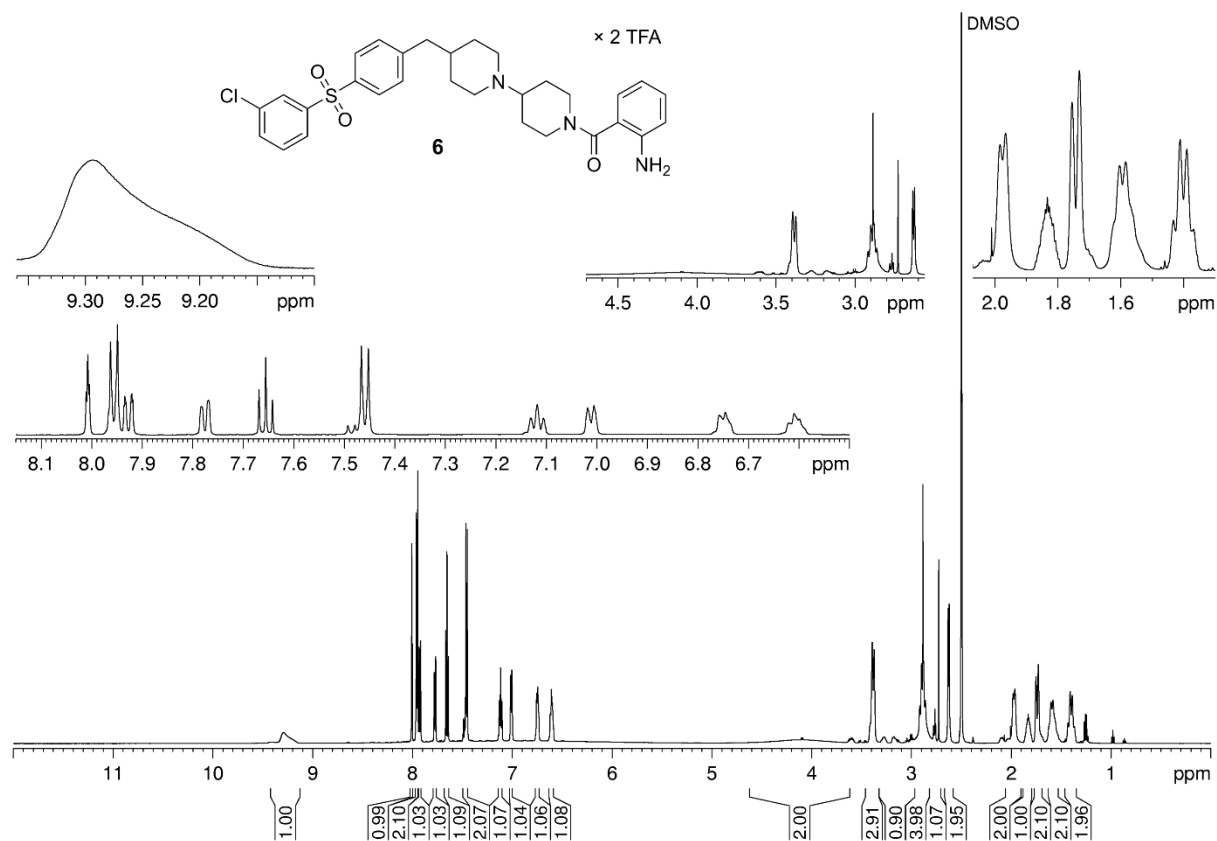 DMSO
× 2 TFA
O
O
S
Cl
N
N
O
NH2
6
9.30 9.25 9.20 ppm
4.5 4.0 3.5 3.0 ppm
2.0 1.8 1.6 ppm
8.1 8.0 7.9 7.8 7.7 7.6 7.5 7.4 7.3 7.2 7.1 7.0 6.9 6.8 6.7 ppm
11 10 9 8 7 6 5 4 3 2 1 ppm
1.00 0.99 2.10 1.03 1.03 1.09 2.07 1.07 1.04 1.06 1.08 2.00 2.91 0.90 3.98 1.07 1.95 2.00 1.00 2.10 2.10 1.96